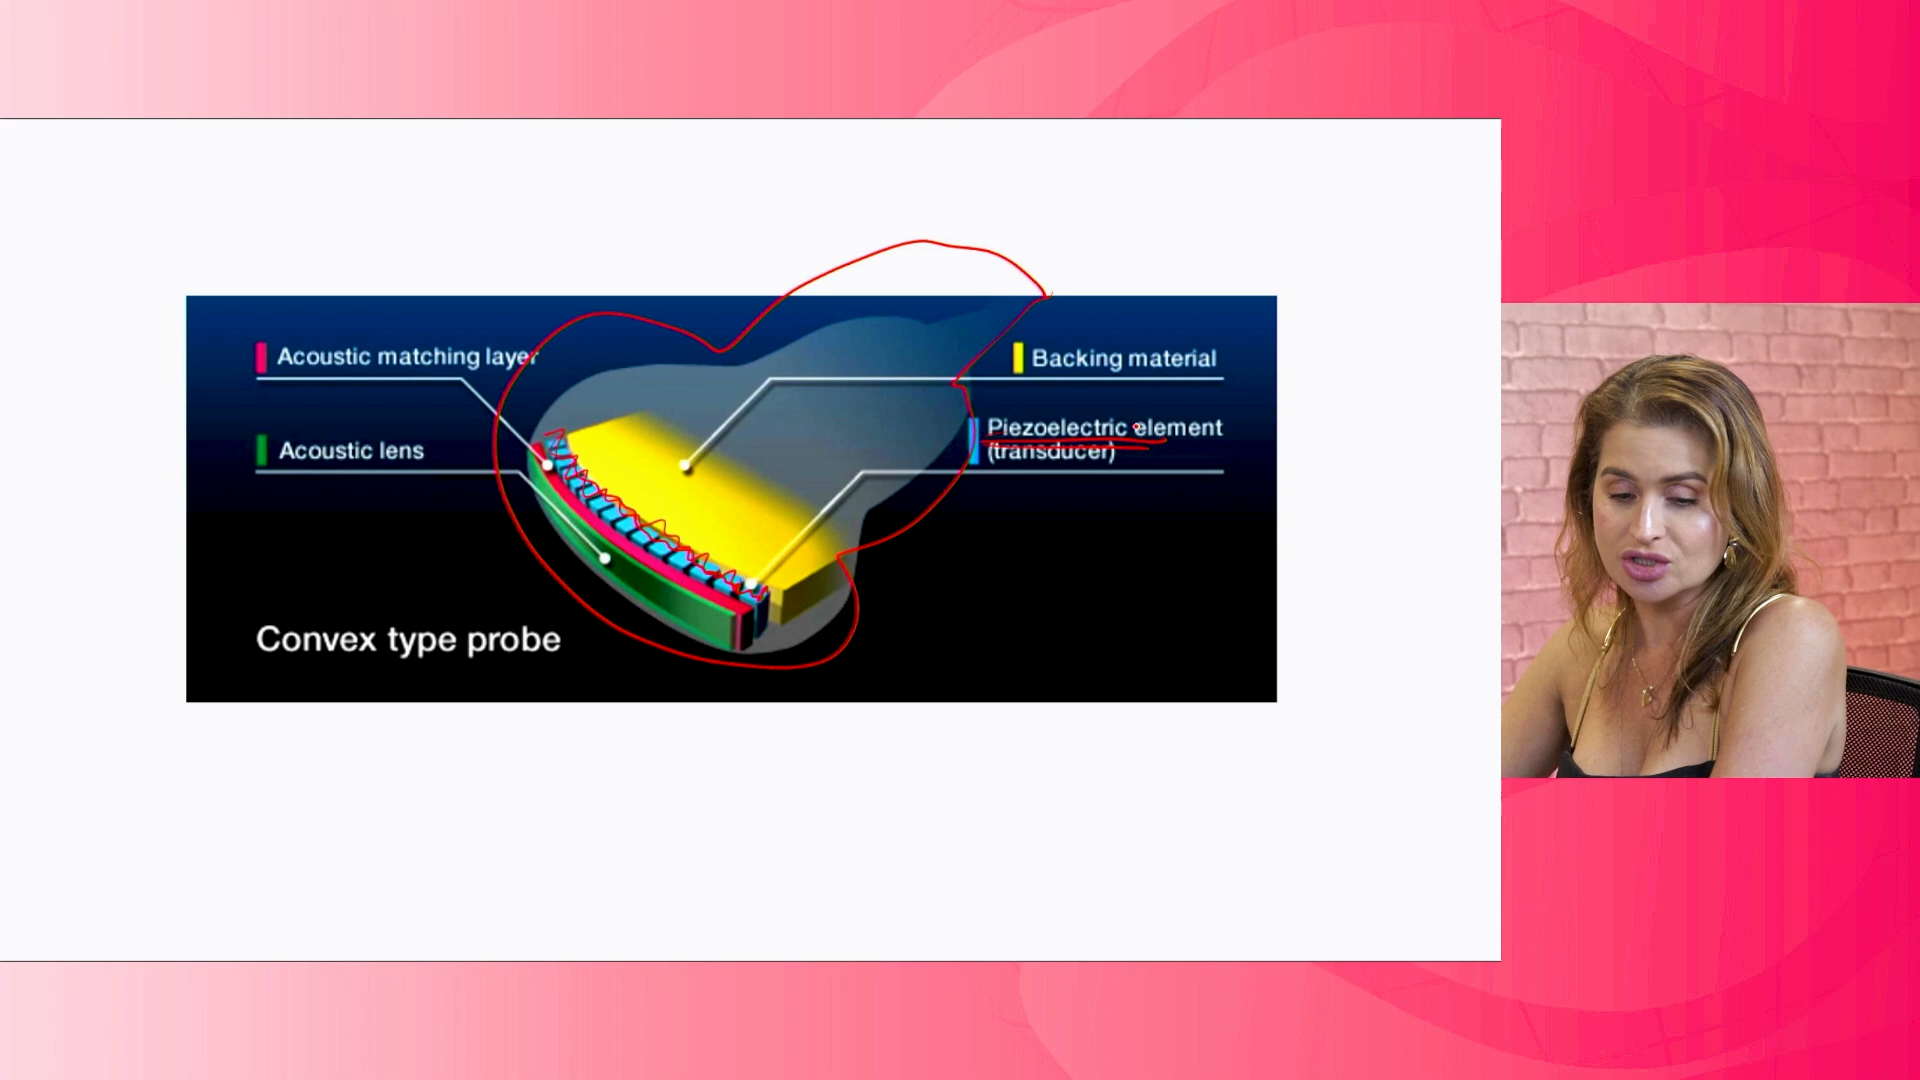 Acoustic matching layer
Backing material
Piezoelectric element
(transducer)
Acoustic lens
Convex type probe